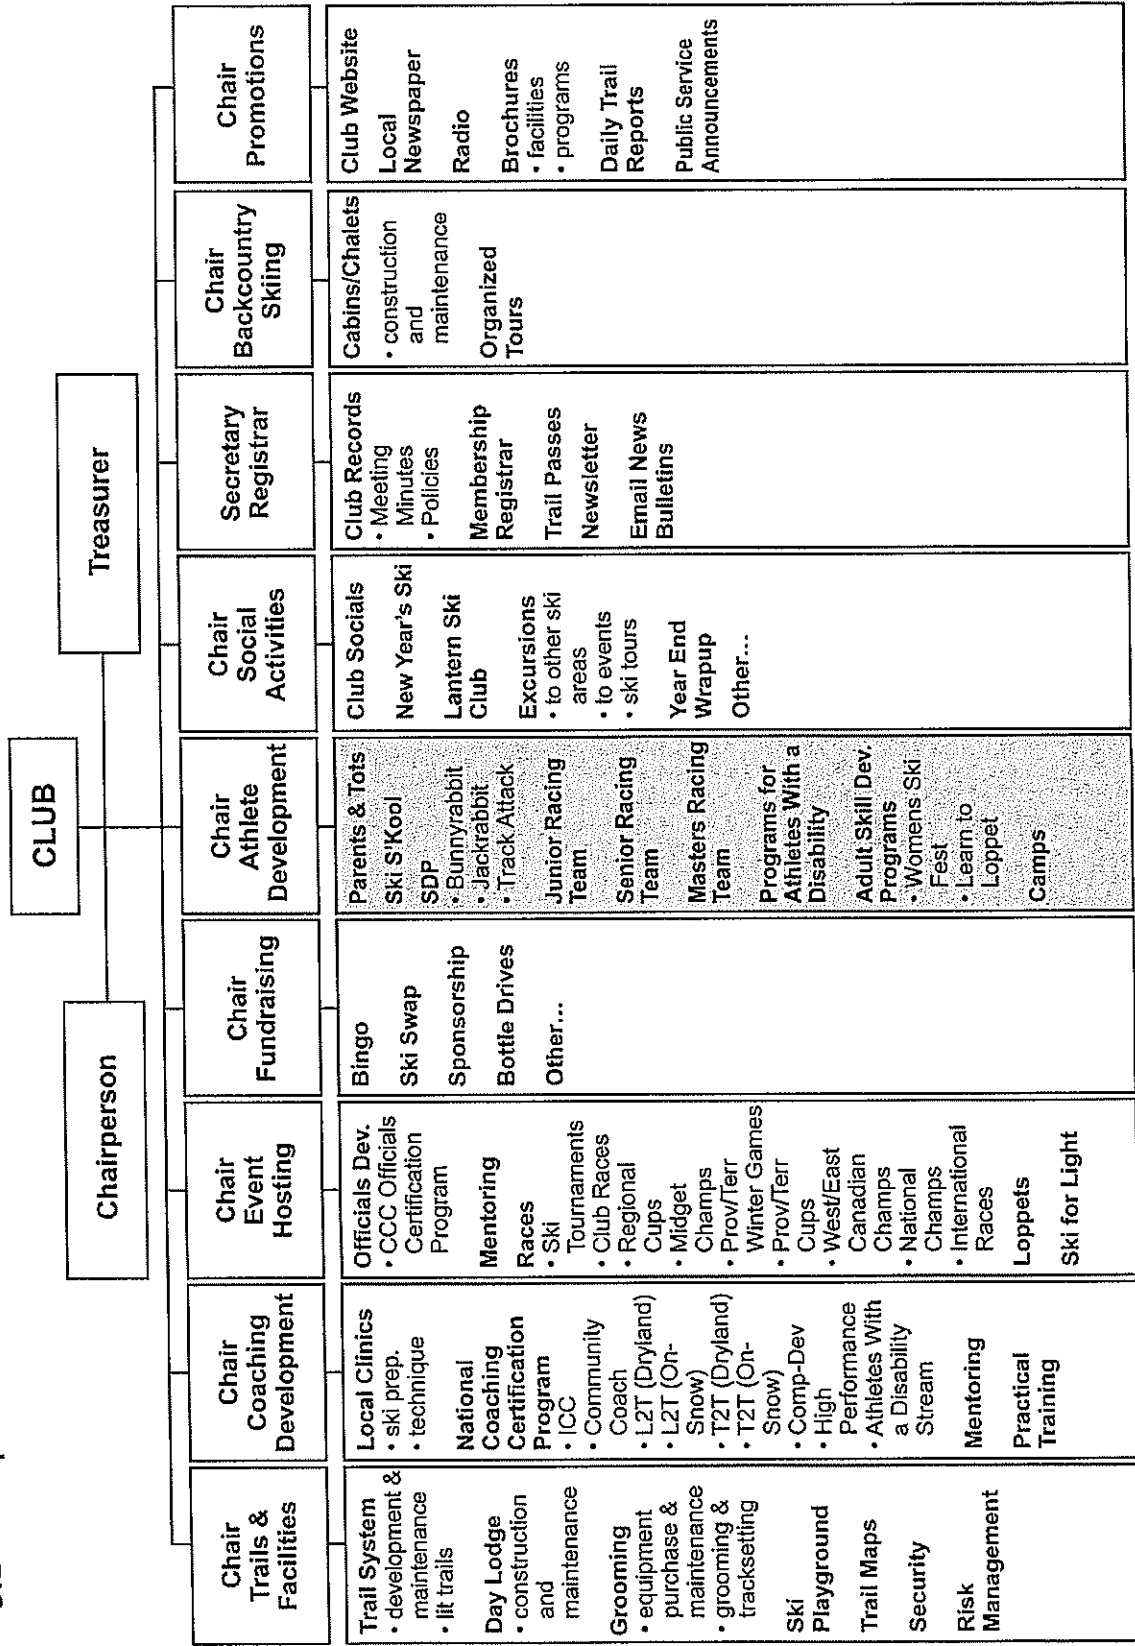 CLUB
Chairperson
Treasurer
Chair
Trails &
Facilities
Trail System
• development &
maintenance
• lit trails
Day Lodge
• construction
and
maintenance
Grooming
• equipment
purchase &
maintenance
• grooming &
tracksetting
Ski
Playground
Trail Maps
Security
Risk
Management
Chair
Coaching
Development
Local Clinics
• ski prep.
• technique
National
Coaching
Certification
Program
• ICC
• Community
Coach
• L2T (Dryland)
• L2T (On-
Snow)
• T2T (Dryland)
• T2T (On-
Snow)
• Comp-Dev
• High
Performance
• Athletes With
a Disability
Stream
Mentoring
Practical
Training
Chair
Event
Hosting
Officials Dev.
• CCC Officials
Certification
Program
Mentoring
Races
• Ski
Tournaments
• Club Races
• Regional
Cups
• Midget
Champs
• Prov/Terr
Winter Games
• Prov/Terr
Cups
• West/East
Canadian
Champs
• National
Champs
• International
Races
Loppets
Ski for Light
Chair
Fundraising
Bingo
Ski Swap
Sponsorship
Bottle Drives
Other...
Chair
Athlete
Development
Parents & Tots
Ski S'Kool
SDP
• Bunnyrabbit
• Jackrabbit
• Track Attack
Junior Racing
Team
Senior Racing
Team
Masters Racing
Team
Programs for
Athletes With a
Disability
Adult Skill Dev.
Programs
• Womens Ski
Fest
• Learn to
Loppet
Camps
Chair
Social
Activities
Club Socials
New Year's Ski
Lantern Ski
Club
Excursions
• to other ski
areas
• to events
• ski tours
Year End
Wrapup
Other...
Secretary
Registrar
Club Records
• Meeting
Minutes
• Policies
Membership
Registrar
Trail Passes
Newsletter
Email News
Bulletins
Chair
Backcountry
Skiing
Cabins/Chalets
• construction
and
maintenance
Organized
Tours
Chair
Promotions
Club Website
Local
Newspaper
Radio
Brochures
• facilities
• programs
Daily Trail
Reports
Public Service
Announcements